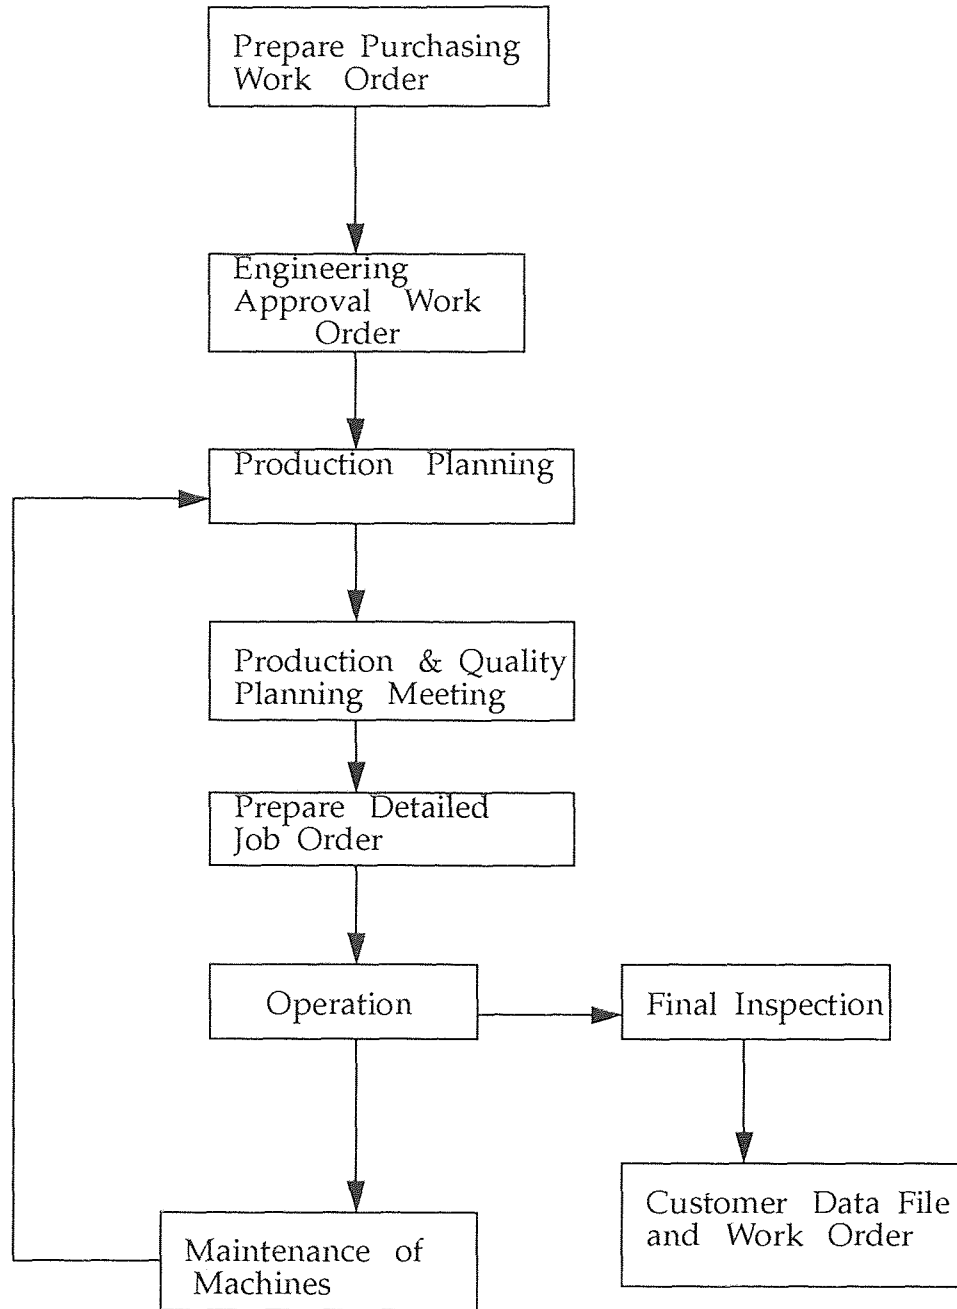 Prepare Purchasing
Work Order
Engineering
Approval Work
Order
Production Planning
Production & Quality
Planning Meeting
Prepare Detailed
Job Order
Operation
Final Inspection
Customer Data File
and Work Order
Maintenance of
Machines